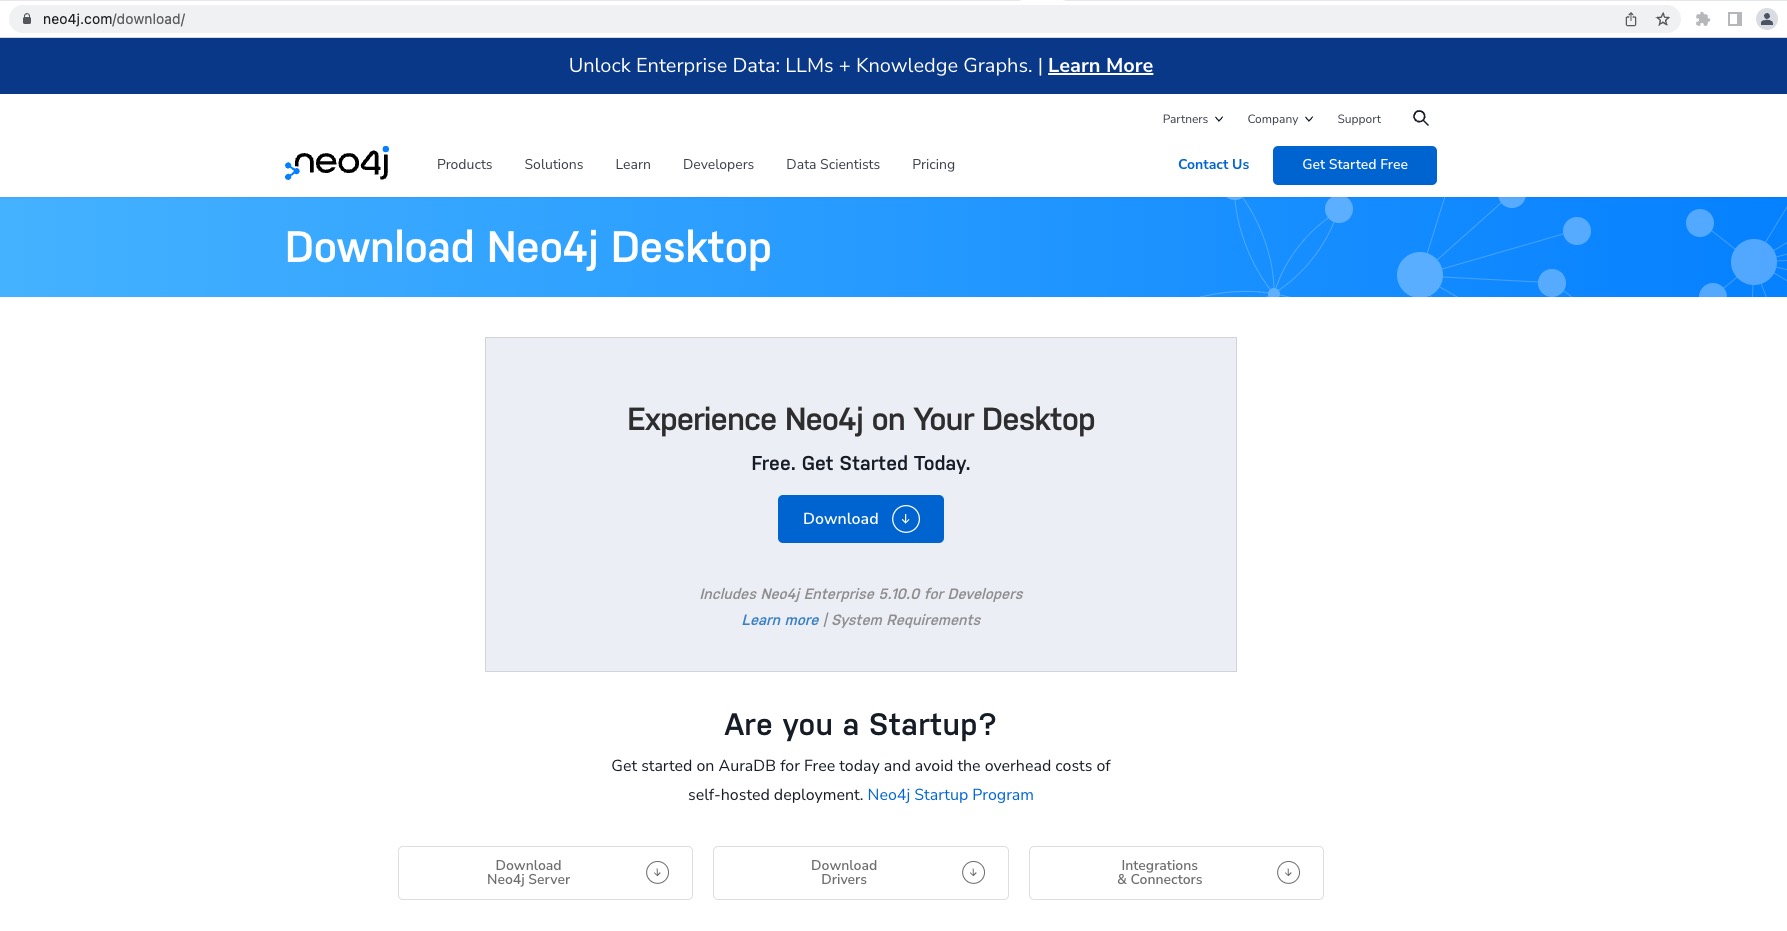 neo4j.com/download/
Unlock Enterprise Data: LLMs + Knowledge Graphs. | Learn More
Partners Company Support
neo4j Products Solutions Learn Developers Data Scientists Pricing Contact Us Get Started Free
Download Neo4j Desktop
Experience Neo4j on Your Desktop
Free. Get Started Today.
Download
Includes Neo4j Enterprise 5.10.0 for Developers
Learn more | System Requirements
Are you a Startup?
Get started on AuraDB for Free today and avoid the overhead costs of
self-hosted deployment. Neo4j Startup Program
Download
Neo4j Server
Download
Drivers
Integrations
& Connectors